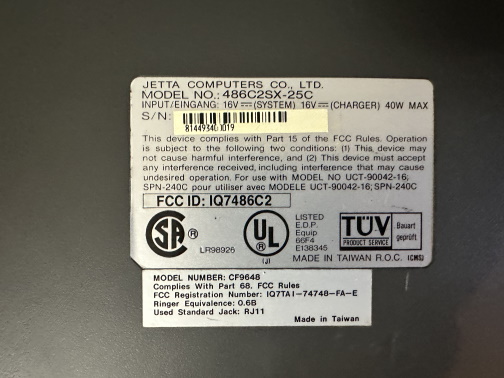 JETTA COMPUTERS CO., LTD.
MODEL NO.: 486C2SX-25C
INPUT/EINGANG: 16V ⎓ (SYSTEM) 16V ⎓ (CHARGER) 40W MAX
S/N:
814493401019
This device complies with Part 15 of the FCC Rules. Operation
is subject to the following two conditions: (1) This device may
not cause harmful interference, and (2) This device must accept
any interference received, including interference that may cause
undesired operation. For use with MODEL NO UCT-90042-16;
SPN-240C pour utiliser avec MODELE UCT-90042-16; SPN-240C
FCC ID: IQ7486C2
SA
LR98926
UL
®
(J)
LISTED
E.D.P.
Equip
66F4
E138345
TÜV
PRODUCT SERVICE
Bauart
geprüft
MADE IN TAIWAN R.O.C. (CMS)
MODEL NUMBER: CF9648
Complies With Part 68, FCC Rules
FCC Registration Number: 1Q7TAI-74748-FA-E
Ringer Equivalence: 0.6B
Used Standard Jack: RJ11
Made in Taiwan